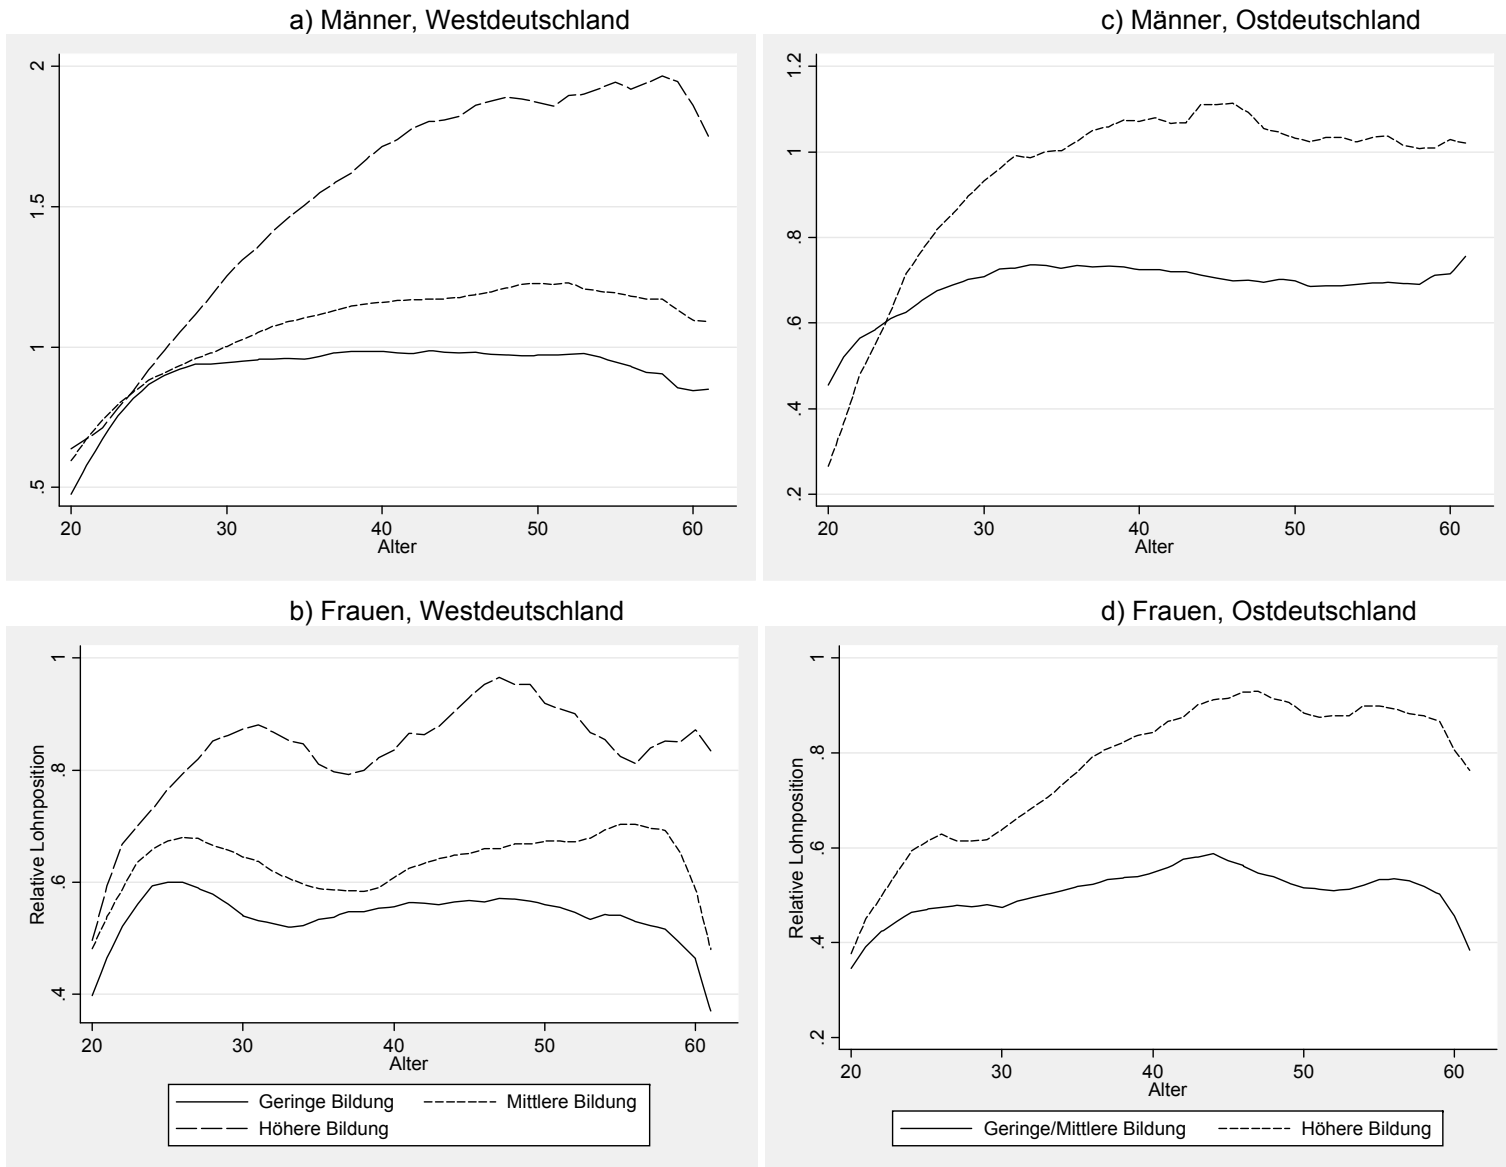 a) Männer, Westdeutschland
2
1.5
1
.5
20 30 40 50 60
Alter
c) Männer, Ostdeutschland
1.2
1
.8
.6
.4
.2
20 30 40 50 60
Alter
b) Frauen, Westdeutschland
Relative Lohnposition
1
.8
.6
.4
20 30 40 50 60
Alter
Geringe Bildung Mittlere Bildung
Höhere Bildung
d) Frauen, Ostdeutschland
Relative Lohnposition
1
.8
.6
.4
.2
20 30 40 50 60
Alter
Geringe/Mittlere Bildung Höhere Bildung